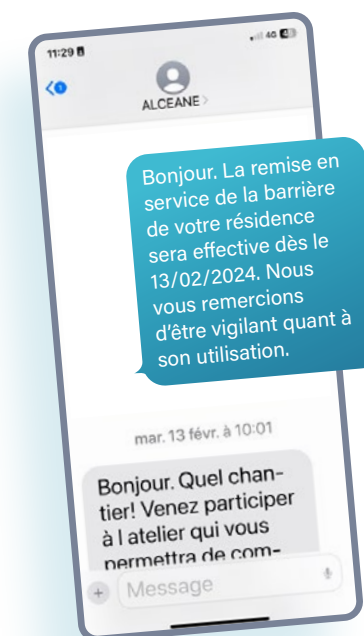 11:29
4G
1
ALCEANE >
Bonjour. La remise en
service de la barrière
de votre résidence
sera effective dès le
13/02/2024. Nous
vous remercions
d'être vigilant quant à
son utilisation.
mar. 13 févr. à 10:01
Bonjour. Quel chan-
tier! Venez participer
à l atelier qui vous
permettra de com-
Message